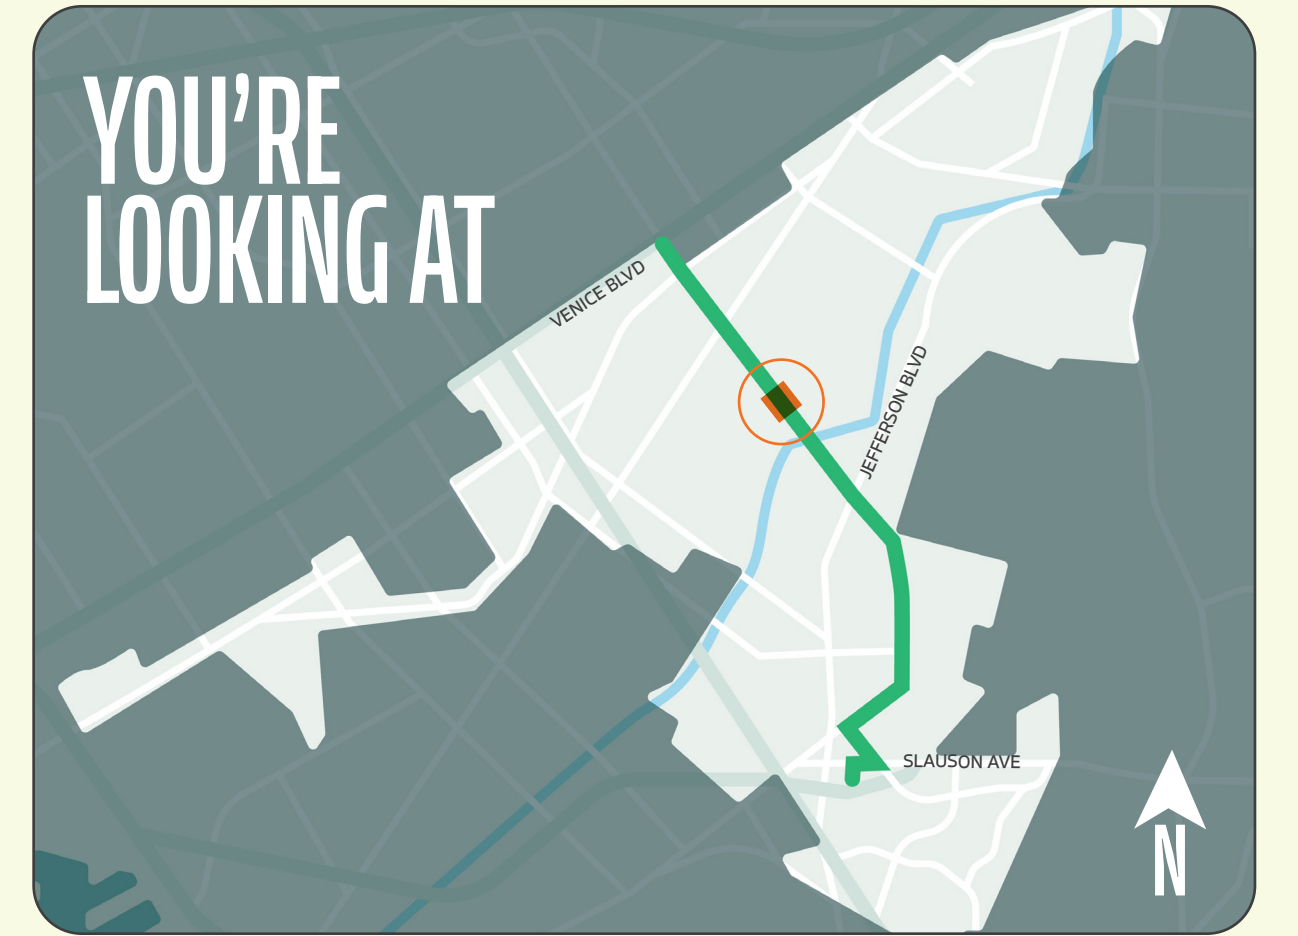 YOU'RE
LOOKING AT
VENICE BLVD
JEFFERSON BLVD
SLAUSON AVE
N